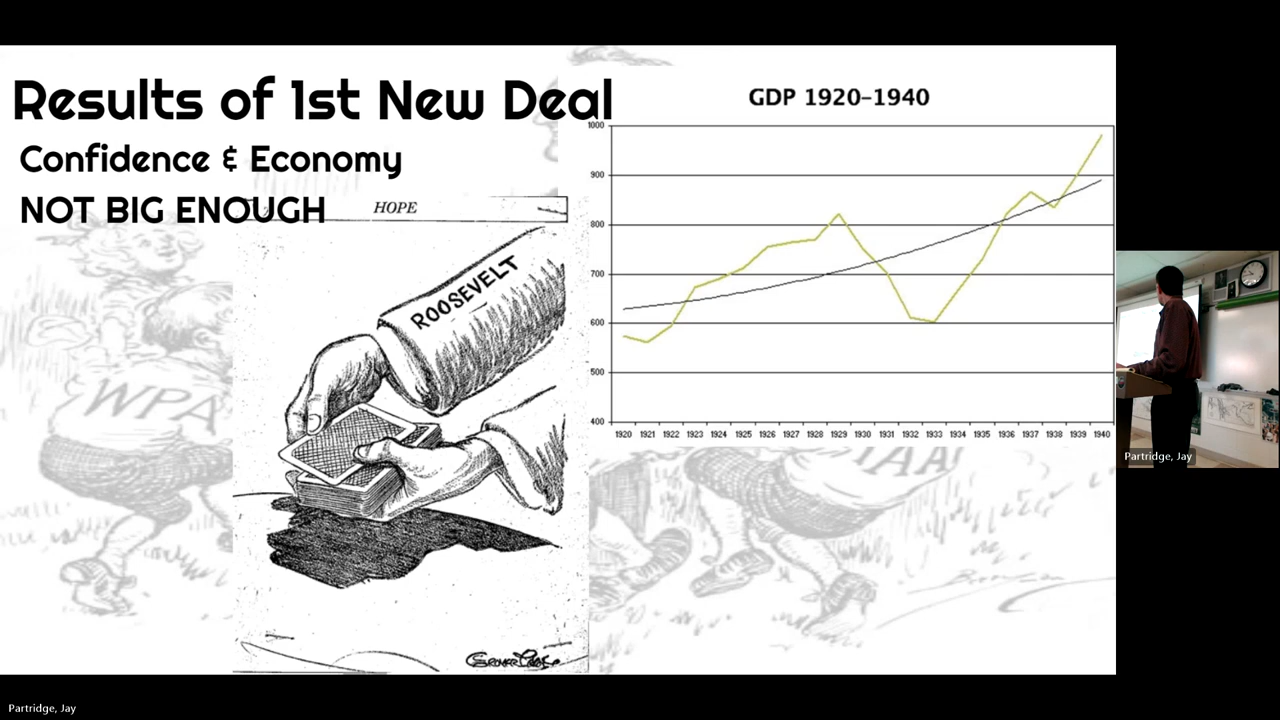 Results of 1st New Deal
Confidence & Economy
NOT BIG ENOUGH
HOPE
ROOSEVELT
WPA
GDP 1920–1940
1000
900
800
700
600
500
400
1920 1921 1922 1923 1924 1925 1926 1927 1928 1929 1930 1931 1932 1933 1934 1935 1936 1937 1938 1939 1940
Partridge, Jay
Partridge, Jay